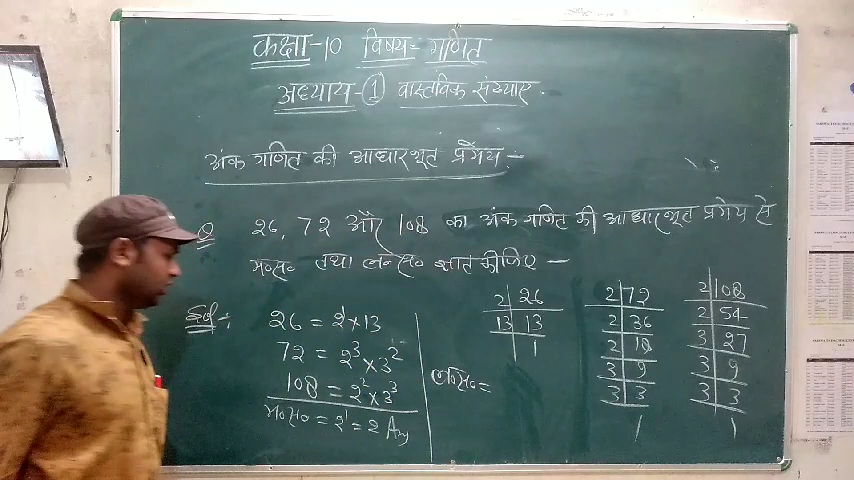 कक्षा-10 विषय= गणित
अध्याय-① वास्तविक संख्याएं.
अंक गणित की आधारभूत प्रमेय:-
Q 26, 72 और 108 का अंक गणित की आधारभूत प्रमेय से
म०स० तथा ल०स० ज्ञात कीजिए -
हल :-
26 = 2¹×13
72 = 2³×3²
108 = 2²×3³
म०स० = 2¹ = 2 Ans
ल०स० =
2 | 26
13 | 13
1
2 | 72
2 | 36
2 | 18
3 | 9
3 | 3
1
2 | 108
2 | 54
3 | 27
3 | 9
3 | 3
1